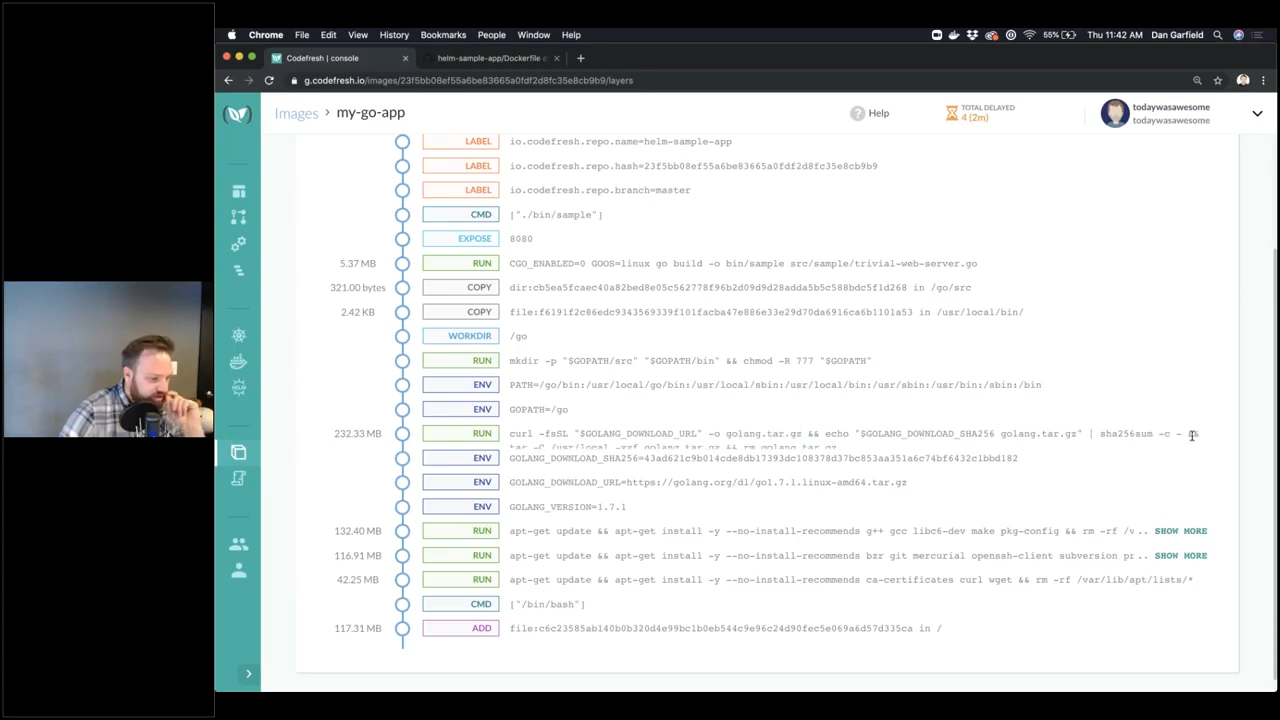 Chrome File Edit View History Bookmarks People Window Help 55% Thu 11:42 AM Dan Garfield
Codefresh | console × helm-sample-app/Dockerfile × +
g.codefresh.io/images/23f5bb08ef55a6be83665a0fdf2d8fc35e8cb9b9/layers
Images > my-go-app Help TOTAL DELAYED 4 (2m) todaywasawesome todaywasawesome
LABEL io.codefresh.repo.name=helm-sample-app
LABEL io.codefresh.repo.hash=23f5bb08ef55a6be83665a0fdf2d8fc35e8cb9b9
LABEL io.codefresh.repo.branch=master
CMD ["./bin/sample"]
EXPOSE 8080
5.37 MB RUN CGO_ENABLED=0 GOOS=linux go build -o bin/sample src/sample/trivial-web-server.go
321.00 bytes COPY dir:cb5ea5fcaec40a82bed8e05c562778f96b2d09d9d28adda5b5c588bdc5f1d268 in /go/src
2.42 KB COPY file:f6191f2c86edc9343569339f101facba47e886e33e29d70da6916ca6b1101a53 in /usr/local/bin/
WORKDIR /go
RUN mkdir -p "$GOPATH/src" "$GOPATH/bin" && chmod -R 777 "$GOPATH"
ENV PATH=/go/bin:/usr/local/go/bin:/usr/local/sbin:/usr/local/bin:/usr/sbin:/usr/bin:/sbin:/bin
ENV GOPATH=/go
232.33 MB RUN curl -fsSL "$GOLANG_DOWNLOAD_URL" -o golang.tar.gz && echo "$GOLANG_DOWNLOAD_SHA256 golang.tar.gz" | sha256sum -c - &&
tar -C /usr/local -xzf golang.tar.gz && rm golang.tar.gz
ENV GOLANG_DOWNLOAD_SHA256=43ad621c9b014cde8db17393dc108378d37bc853aa351a6c74bf6432c1bbd182
ENV GOLANG_DOWNLOAD_URL=https://golang.org/dl/go1.7.1.linux-amd64.tar.gz
ENV GOLANG_VERSION=1.7.1
132.40 MB RUN apt-get update && apt-get install -y --no-install-recommends g++ gcc libc6-dev make pkg-config && rm -rf /v.. SHOW MORE
116.91 MB RUN apt-get update && apt-get install -y --no-install-recommends bzr git mercurial openssh-client subversion pr.. SHOW MORE
42.25 MB RUN apt-get update && apt-get install -y --no-install-recommends ca-certificates curl wget && rm -rf /var/lib/apt/lists/*
CMD ["/bin/bash"]
117.31 MB ADD file:c6c23585ab140b0b320d4e99bc1b0eb544c9e96c24d90fec5e069a6d57d335ca in /